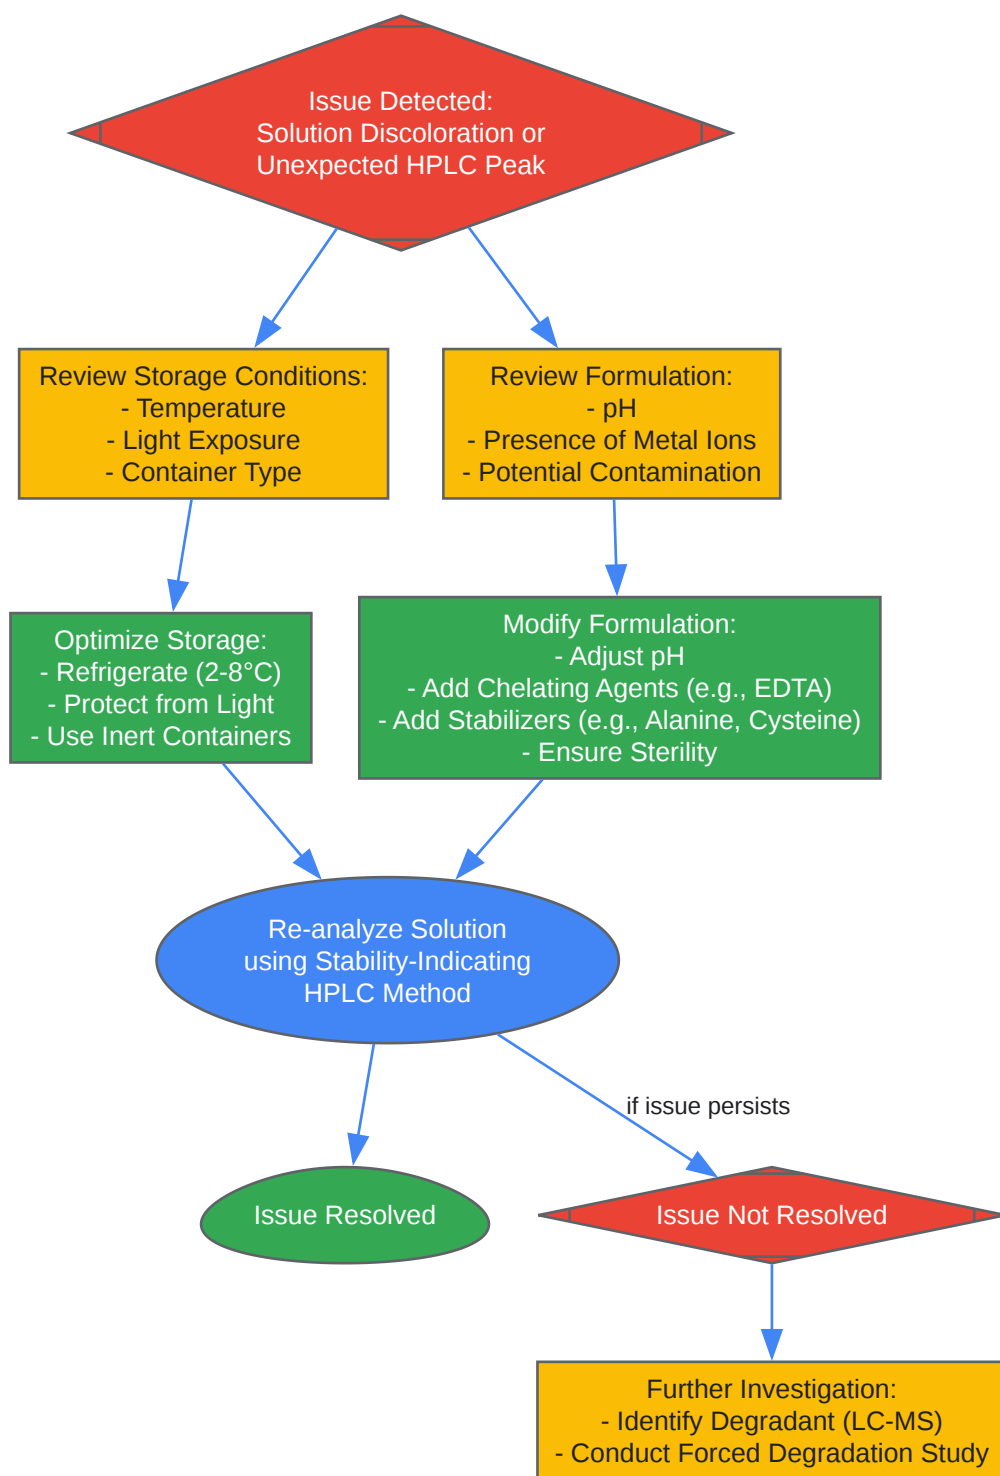 Issue Detected:
Solution Discoloration or
Unexpected HPLC Peak
Review Storage Conditions:
- Temperature
- Light Exposure
- Container Type
Review Formulation:
- pH
- Presence of Metal Ions
- Potential Contamination
Optimize Storage:
- Refrigerate (2-8°C)
- Protect from Light
- Use Inert Containers
Modify Formulation:
- Adjust pH
- Add Chelating Agents (e.g., EDTA)
- Add Stabilizers (e.g., Alanine, Cysteine)
- Ensure Sterility
Re-analyze Solution
using Stability-Indicating
HPLC Method
if issue persists
Issue Resolved
Issue Not Resolved
Further Investigation:
- Identify Degradant (LC-MS)
- Conduct Forced Degradation Study